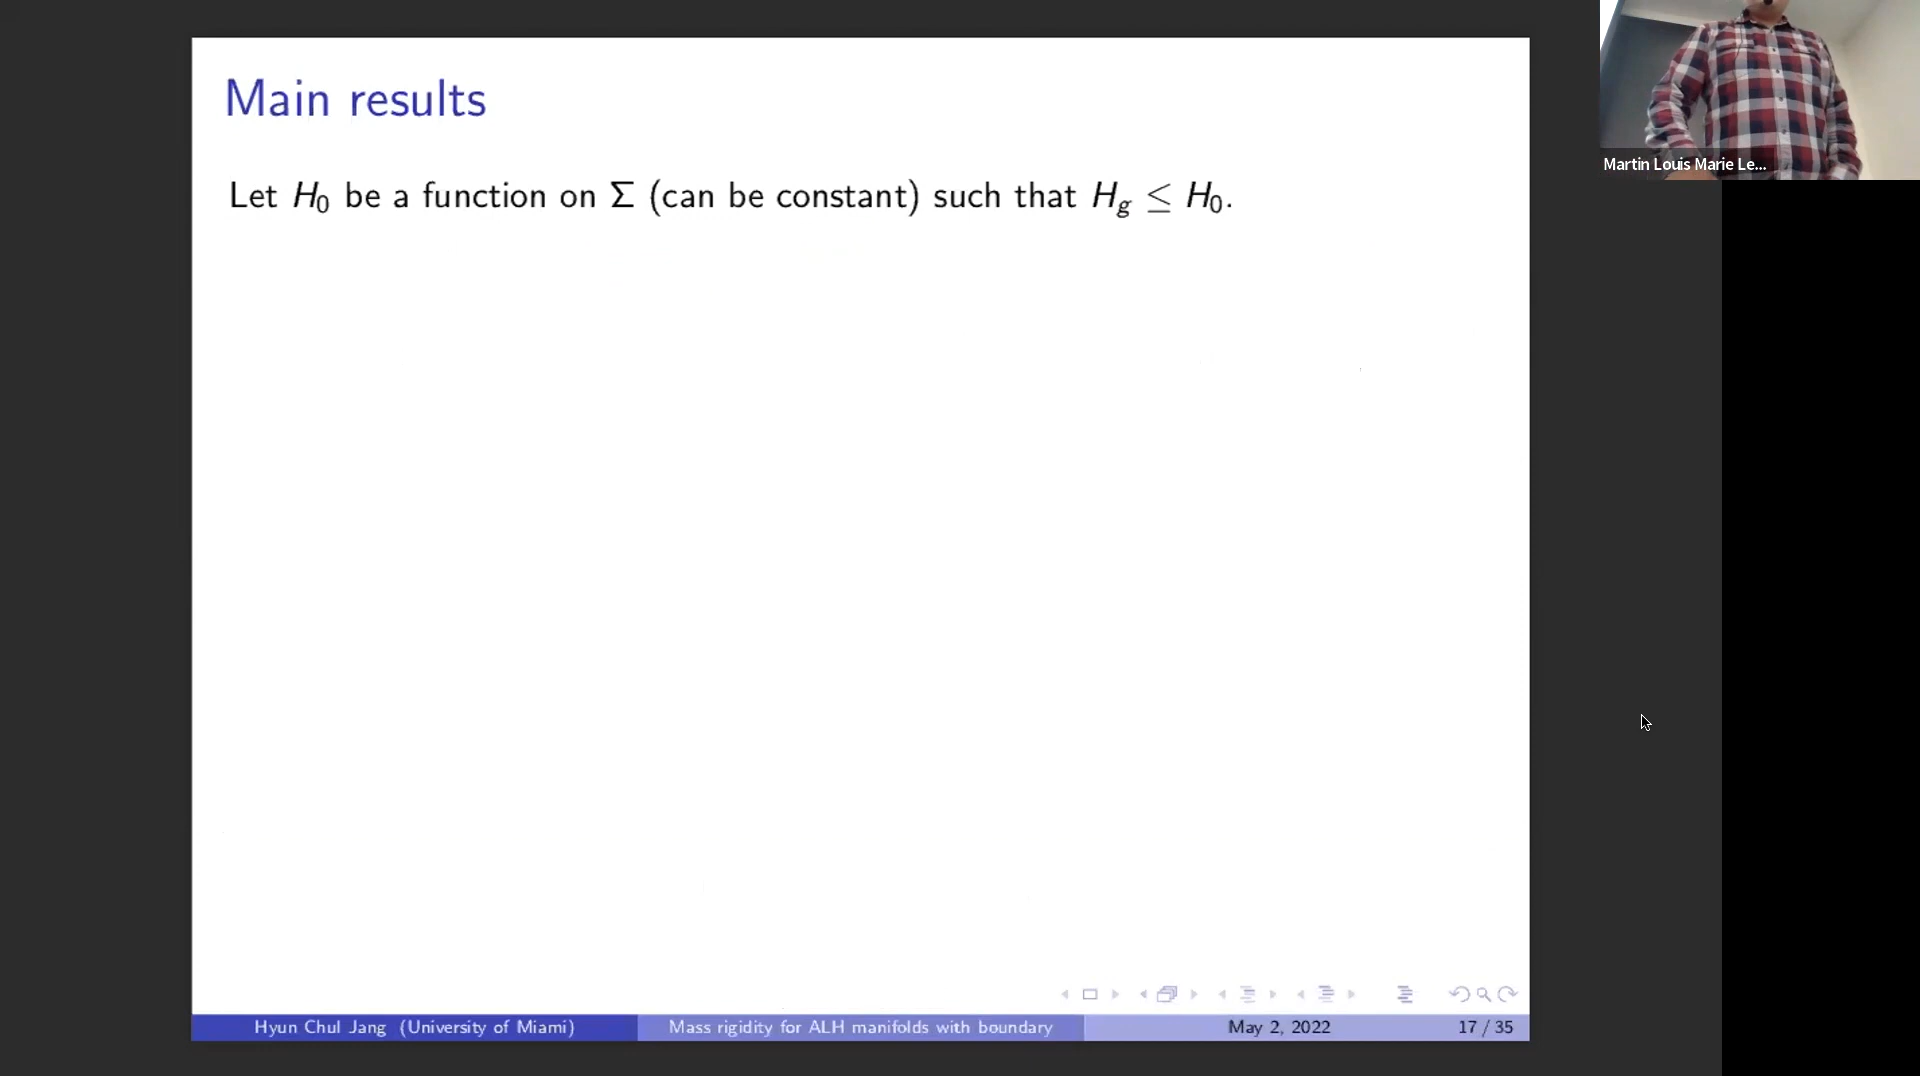 Main results
Let H₀ be a function on Σ (can be constant) such that H_g ≤ H₀.
Martin Louis Marie Le...
Hyun Chul Jang (University of Miami) Mass rigidity for ALH manifolds with boundary May 2, 2022 17 / 35